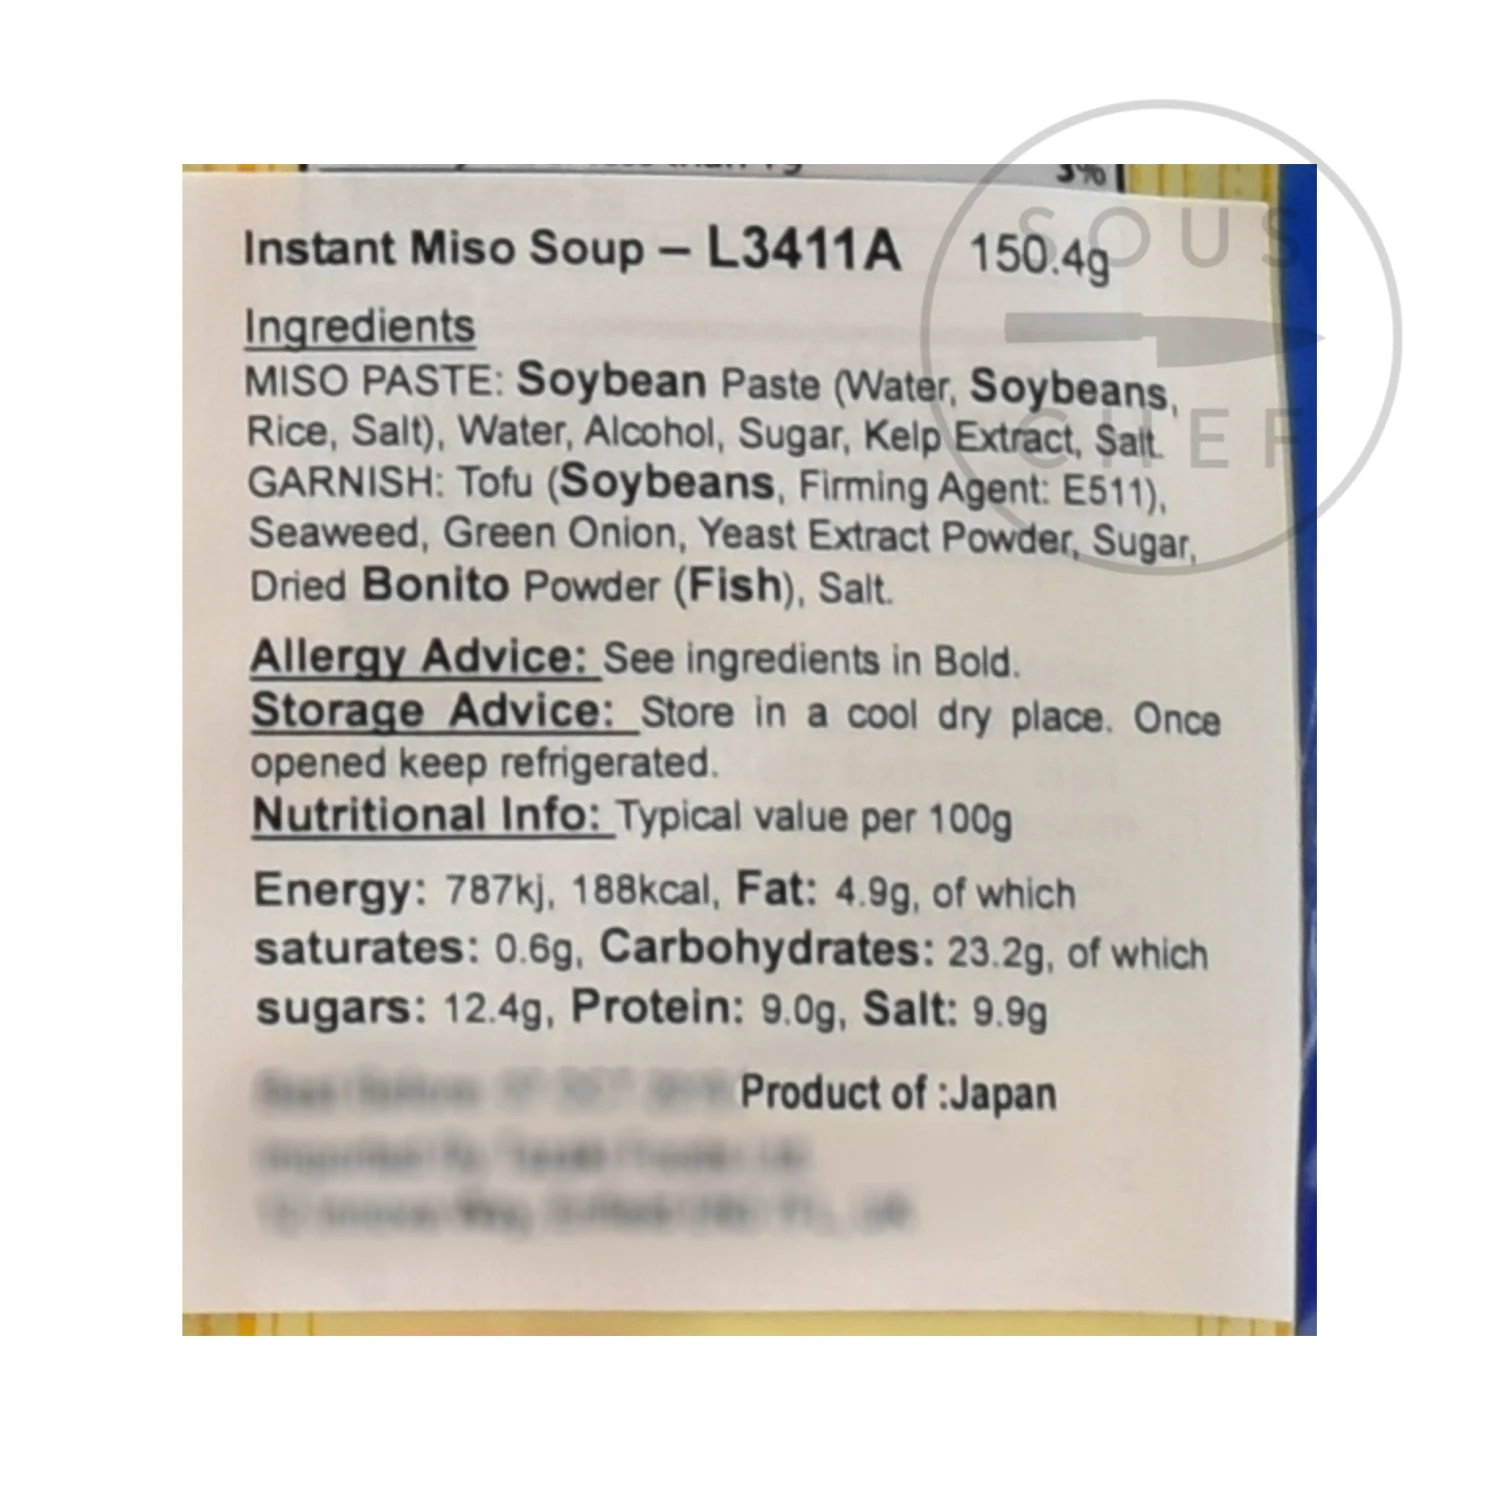 less than 1g
3%
Instant Miso Soup – L3411A 150.4g
Ingredients
MISO PASTE: Soybean Paste (Water, Soybeans,
Rice, Salt), Water, Alcohol, Sugar, Kelp Extract, Salt.
GARNISH: Tofu (Soybeans, Firming Agent: E511),
Seaweed, Green Onion, Yeast Extract Powder, Sugar,
Dried Bonito Powder (Fish), Salt.
Allergy Advice: See ingredients in Bold.
Storage Advice: Store in a cool dry place. Once
opened keep refrigerated.
Nutritional Info: Typical value per 100g
Energy: 787kj, 188kcal, Fat: 4.9g, of which
saturates: 0.6g, Carbohydrates: 23.2g, of which
sugars: 12.4g, Protein: 9.0g, Salt: 9.9g
Product of :Japan
SOUS
CHEF